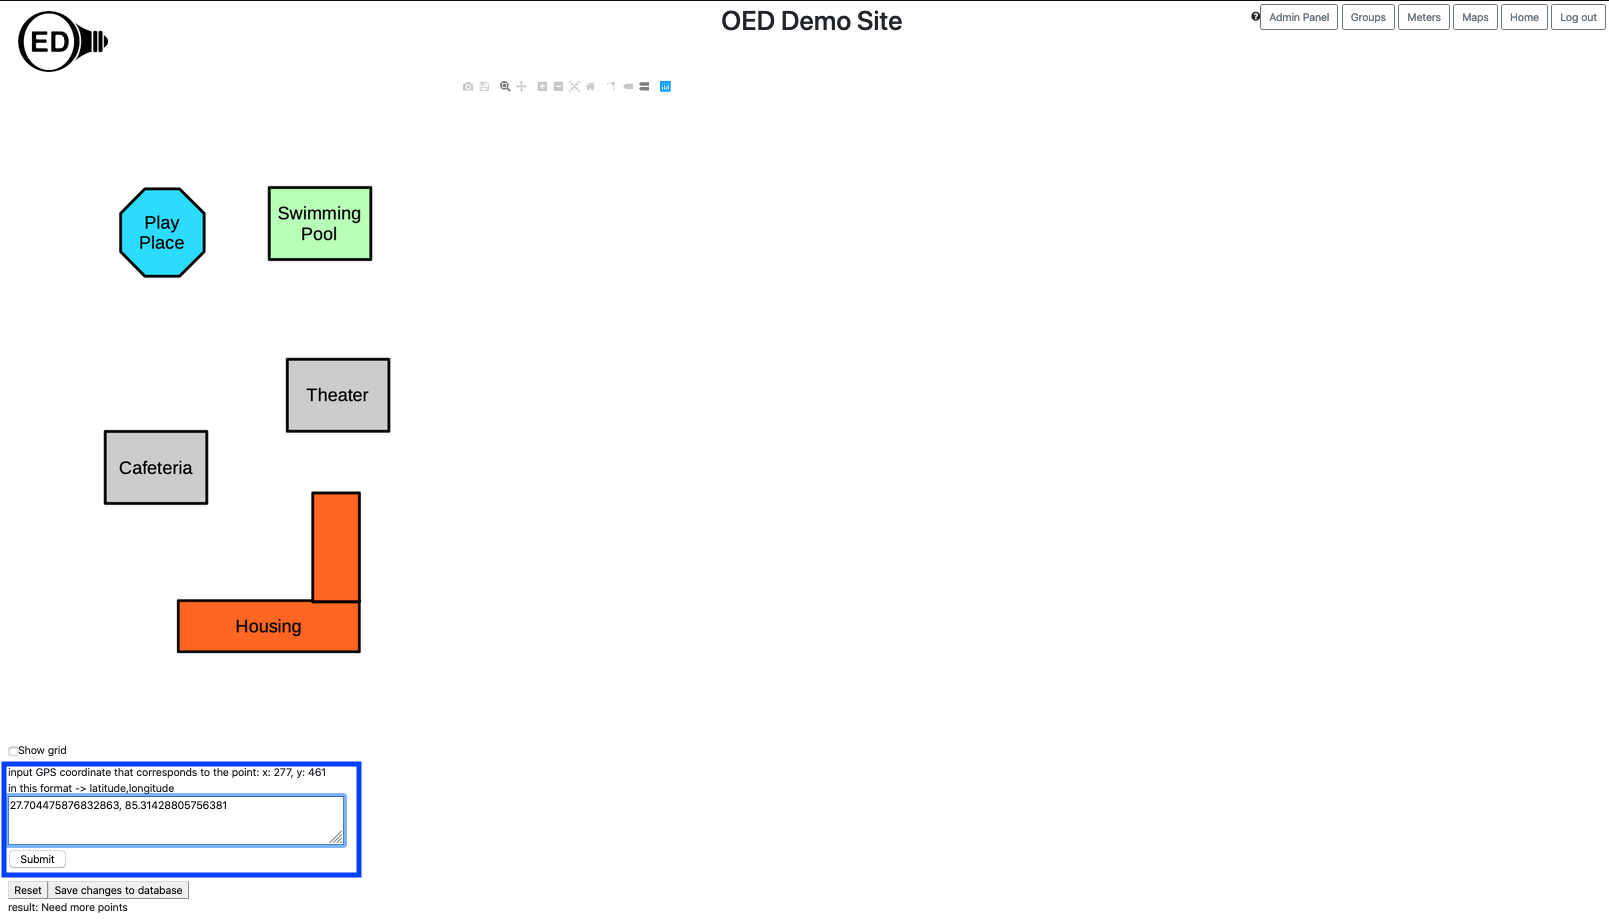 ED
OED Demo Site
Admin Panel
Groups
Meters
Maps
Home
Log out
Play
Place
Swimming
Pool
Theater
Cafeteria
Housing
Show grid
input GPS coordinate that corresponds to the point: x: 277, y: 461
in this format -> latitude,longitude
27.704475876832863, 85.31428805756381
Submit
Reset
Save changes to database
result: Need more points